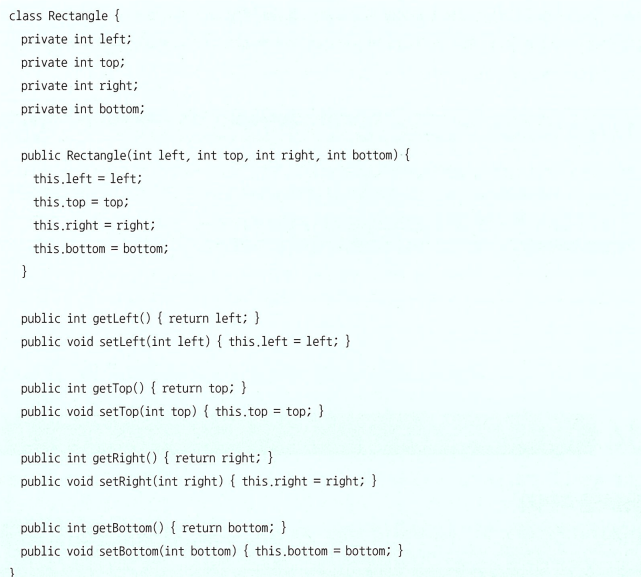 class Rectangle {
  private int left;
  private int top;
  private int right;
  private int bottom;

  public Rectangle(int left, int top, int right, int bottom) {
    this.left = left;
    this.top = top;
    this.right = right;
    this.bottom = bottom;
  }

  public int getLeft() { return left; }
  public void setLeft(int left) { this.left = left; }

  public int getTop() { return top; }
  public void setTop(int top) { this.top = top; }

  public int getRight() { return right; }
  public void setRight(int right) { this.right = right; }

  public int getBottom() { return bottom; }
  public void setBottom(int bottom) { this.bottom = bottom; }
}